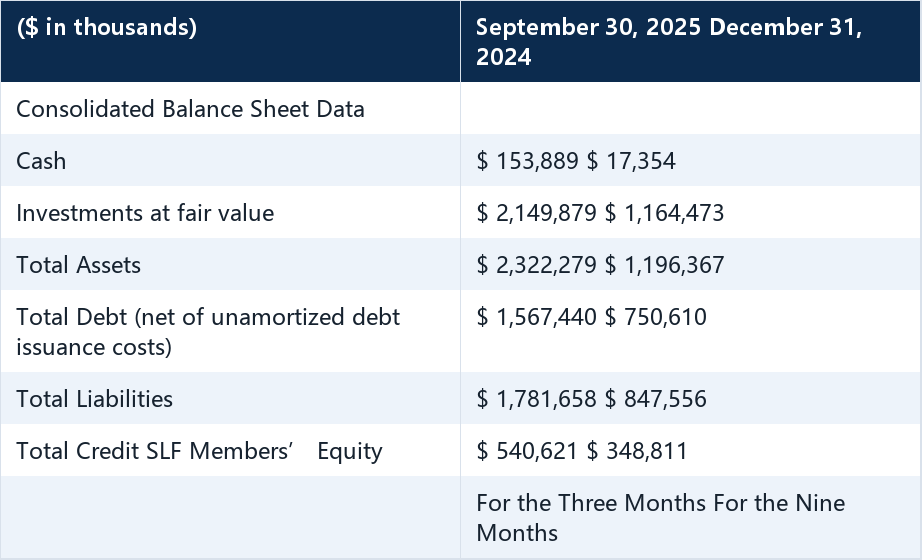 ($ in thousands)
September 30, 2025 December 31,
2024
Consolidated Balance Sheet Data
Cash
$ 153,889 $ 17,354
Investments at fair value
$ 2,149,879 $ 1,164,473
Total Assets
$ 2,322,279 $ 1,196,367
Total Debt (net of unamortized debt
issuance costs)
$ 1,567,440 $ 750,610
Total Liabilities
$ 1,781,658 $ 847,556
Total Credit SLF Members’ Equity
$ 540,621 $ 348,811
For the Three Months For the Nine
Months